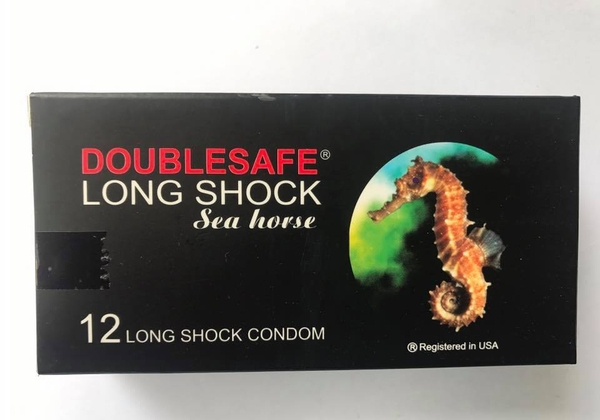 DOUBLESAFE®
LONG SHOCK
Sea horse
12 LONG SHOCK CONDOM
® Registered in USA